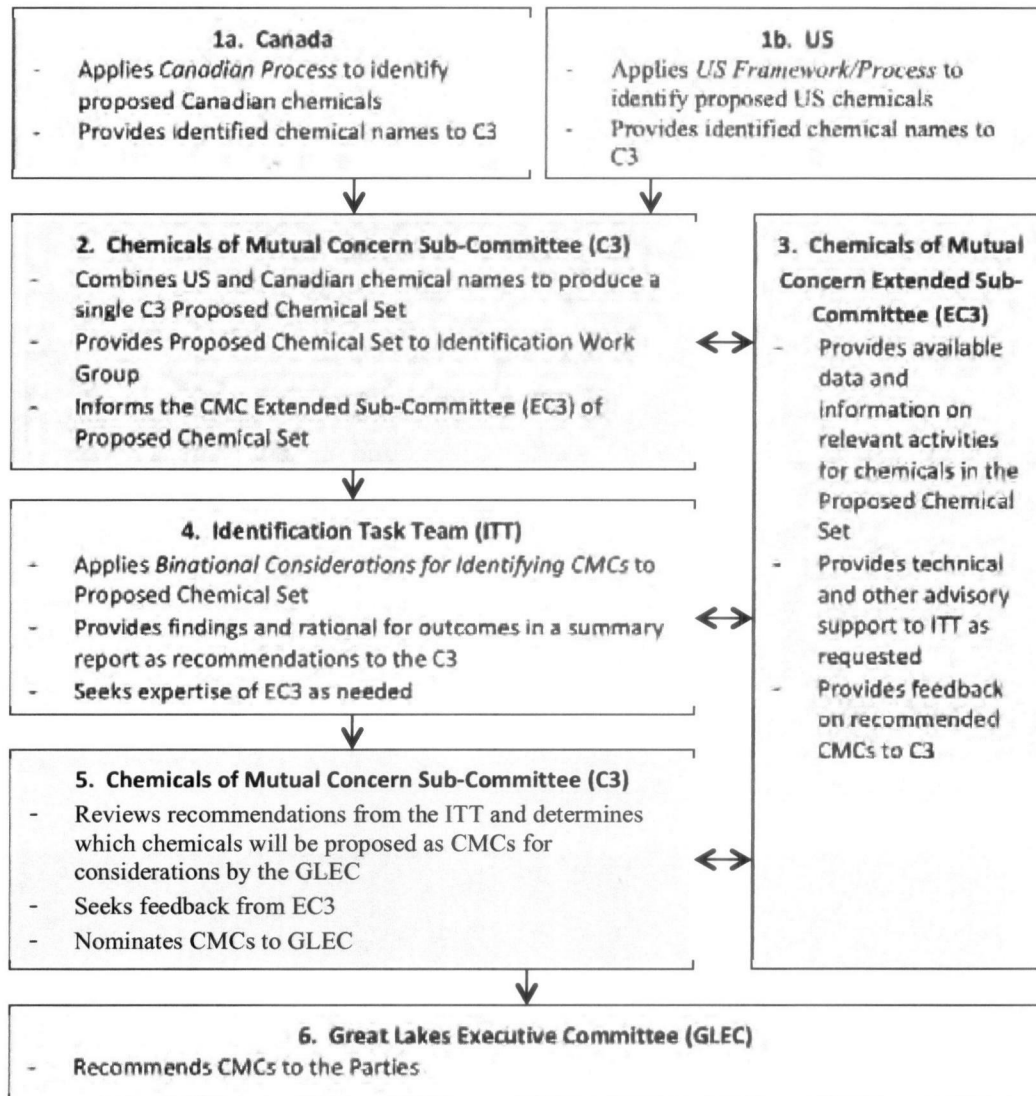 1a. Canada
- Applies Canadian Process to identify
proposed Canadian chemicals
- Provides identified chemical names to C3
1b. US
- Applies US Framework/Process to
identify proposed US chemicals
- Provides identified chemical names to
C3
2. Chemicals of Mutual Concern Sub-Committee (C3)
- Combines US and Canadian chemical names to produce a
single C3 Proposed Chemical Set
- Provides Proposed Chemical Set to Identification Work
Group
- Informs the CMC Extended Sub-Committee (EC3) of
Proposed Chemical Set
3. Chemicals of Mutual
Concern Extended Sub-
Committee (EC3)
- Provides available
data and
information on
relevant activities
for chemicals in the
Proposed Chemical
Set
- Provides technical
and other advisory
support to ITT as
requested
- Provides feedback
on recommended
CMCs to C3
4. Identification Task Team (ITT)
- Applies Binational Considerations for Identifying CMCs to
Proposed Chemical Set
- Provides findings and rational for outcomes in a summary
report as recommendations to the C3
- Seeks expertise of EC3 as needed
5. Chemicals of Mutual Concern Sub-Committee (C3)
- Reviews recommendations from the ITT and determines
which chemicals will be proposed as CMCs for
considerations by the GLEC
- Seeks feedback from EC3
- Nominates CMCs to GLEC
6. Great Lakes Executive Committee (GLEC)
- Recommends CMCs to the Parties